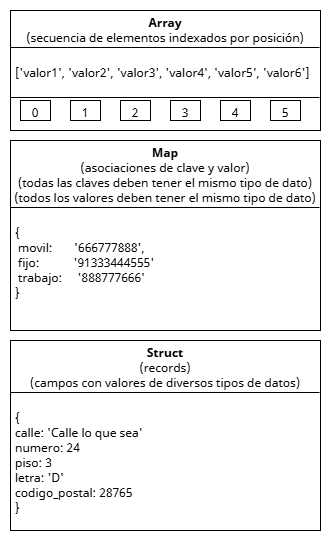 Array
(secuencia de elementos indexados por posición)
['valor1', 'valor2', 'valor3', 'valor4', 'valor5', 'valor6']
0 1 2 3 4 5
Map
(asociaciones de clave y valor)
(todas las claves deben tener el mismo tipo de dato)
(todos los valores deben tener el mismo tipo de dato)
{
movil: '666777888',
fijo: '91333444555'
trabajo: '888777666'
}
Struct
(records)
(campos con valores de diversos tipos de datos)
{
calle: 'Calle lo que sea'
numero: 24
piso: 3
letra: 'D'
codigo_postal: 28765
}